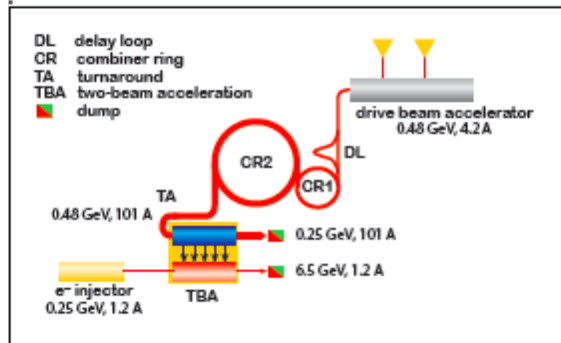 DL delay loop
CR combiner ring
TA turnaround
TBA two-beam acceleration
dump
drive beam accelerator
0.48 GeV, 4.2 A
DL
CR2
CR1
TA
0.48 GeV, 101 A
0.25 GeV, 101 A
6.5 GeV, 1.2 A
e⁻ injector
0.25 GeV, 1.2 A
TBA